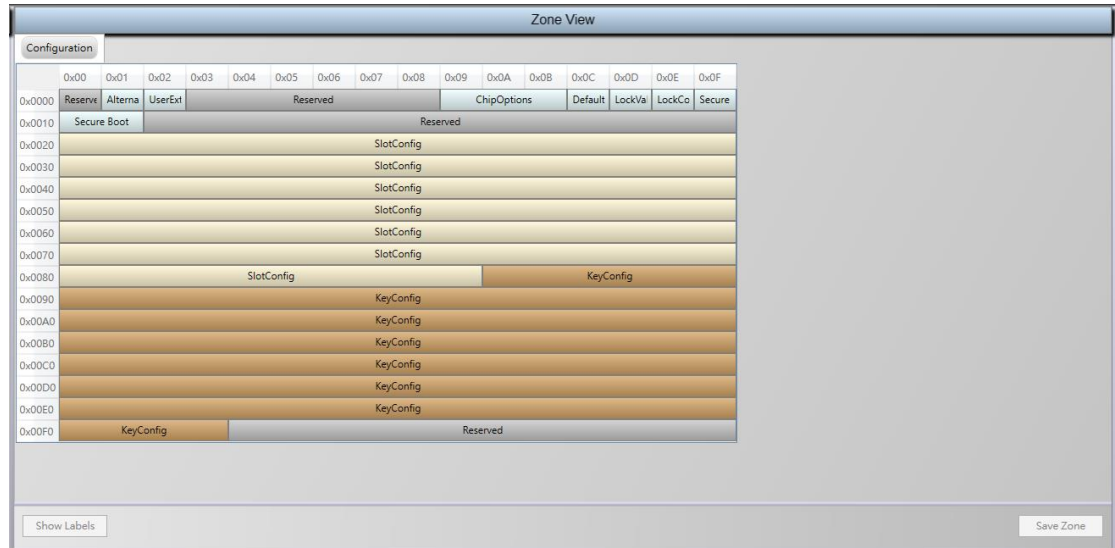 Zone View
Configuration
0x00 0x01 0x02 0x03 0x04 0x05 0x06 0x07 0x08 0x09 0x0A 0x0B 0x0C 0x0D 0x0E 0x0F
0x0000 Reserve Alterna UserExt Reserved ChipOptions Default LockVal LockCo Secure
0x0010 Secure Boot Reserved
0x0020 SlotConfig
0x0030 SlotConfig
0x0040 SlotConfig
0x0050 SlotConfig
0x0060 SlotConfig
0x0070 SlotConfig
0x0080 SlotConfig KeyConfig
0x0090 KeyConfig
0x00A0 KeyConfig
0x00B0 KeyConfig
0x00C0 KeyConfig
0x00D0 KeyConfig
0x00E0 KeyConfig
0x00F0 KeyConfig Reserved
Show Labels Save Zone